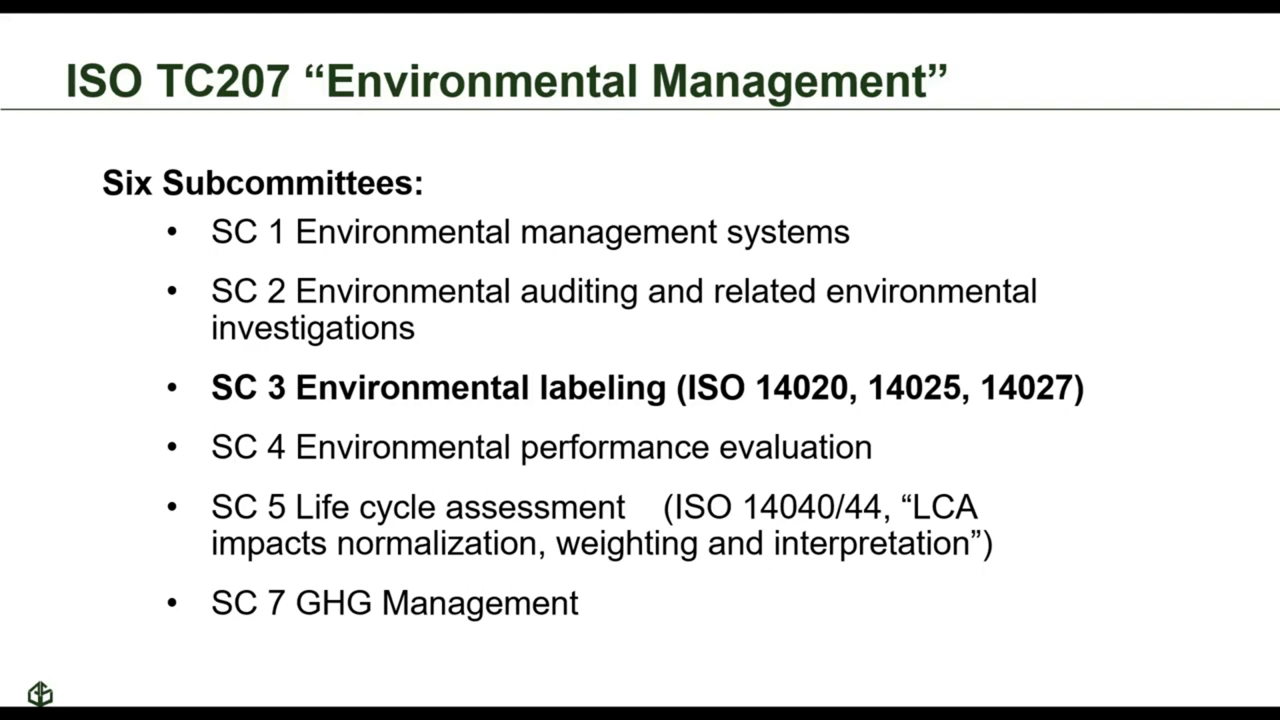 ISO TC207 “Environmental Management”
Six Subcommittees:
• SC 1 Environmental management systems
• SC 2 Environmental auditing and related environmental
investigations
• SC 3 Environmental labeling (ISO 14020, 14025, 14027)
• SC 4 Environmental performance evaluation
• SC 5 Life cycle assessment (ISO 14040/44, “LCA
impacts normalization, weighting and interpretation”)
• SC 7 GHG Management